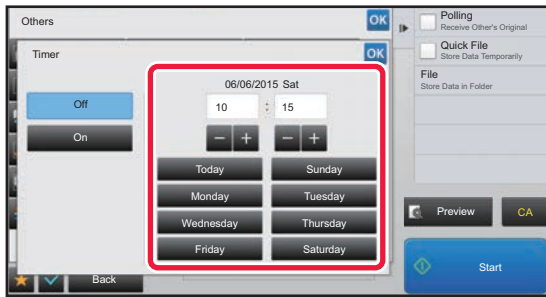 Others
OK
Timer
OK
06/06/2015 Sat
10 : 15
Off
On
Today
Sunday
Monday
Tuesday
Wednesday
Thursday
Friday
Saturday
Back
Polling
Receive Other's Original
Quick File
Store Data Temporarily
File
Store Data in Folder
Preview
CA
Start